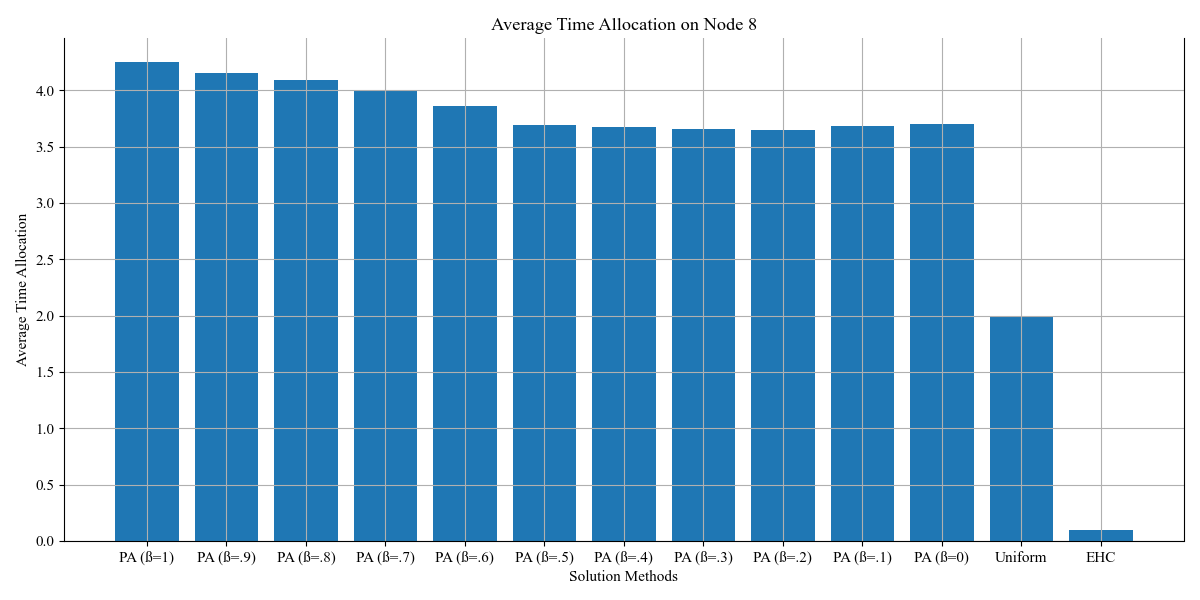 Average Time Allocation on Node 8
Average Time Allocation
4.0
3.5
3.0
2.5
2.0
1.5
1.0
0.5
0.0
PA (ß=1) PA (ß=.9) PA (ß=.8) PA (ß=.7) PA (ß=.6) PA (ß=.5) PA (ß=.4) PA (ß=.3) PA (ß=.2) PA (ß=.1) PA (ß=0) Uniform EHC
Solution Methods